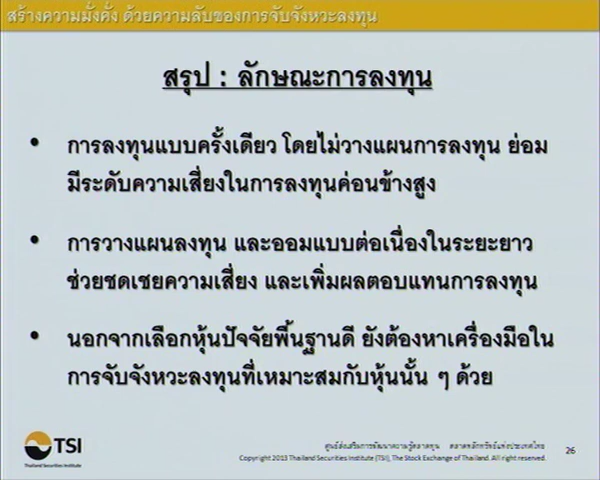 สร้างความมั่งคั่ง ด้วยความลับของการจับจังหวะลงทุน
สรุป : ลักษณะการลงทุน
• การลงทุนแบบครั้งเดียว โดยไม่วางแผนการลงทุน ย่อม
มีระดับความเสี่ยงในการลงทุนค่อนข้างสูง
• การวางแผนลงทุน และออมแบบต่อเนื่องในระยะยาว
ช่วยชดเชยความเสี่ยง และเพิ่มผลตอบแทนการลงทุน
• นอกจากเลือกหุ้นปัจจัยพื้นฐานดี ยังต้องหาเครื่องมือใน
การจับจังหวะลงทุนที่เหมาะสมกับหุ้นนั้น ๆ ด้วย
TSI
Thailand Securities Institute
ศูนย์ส่งเสริมการพัฒนาความรู้ตลาดทุน ตลาดหลักทรัพย์แห่งประเทศไทย
Copyright 2013 Thailand Securities Institute (TSI), The Stock Exchange of Thailand. All right reserved.
26